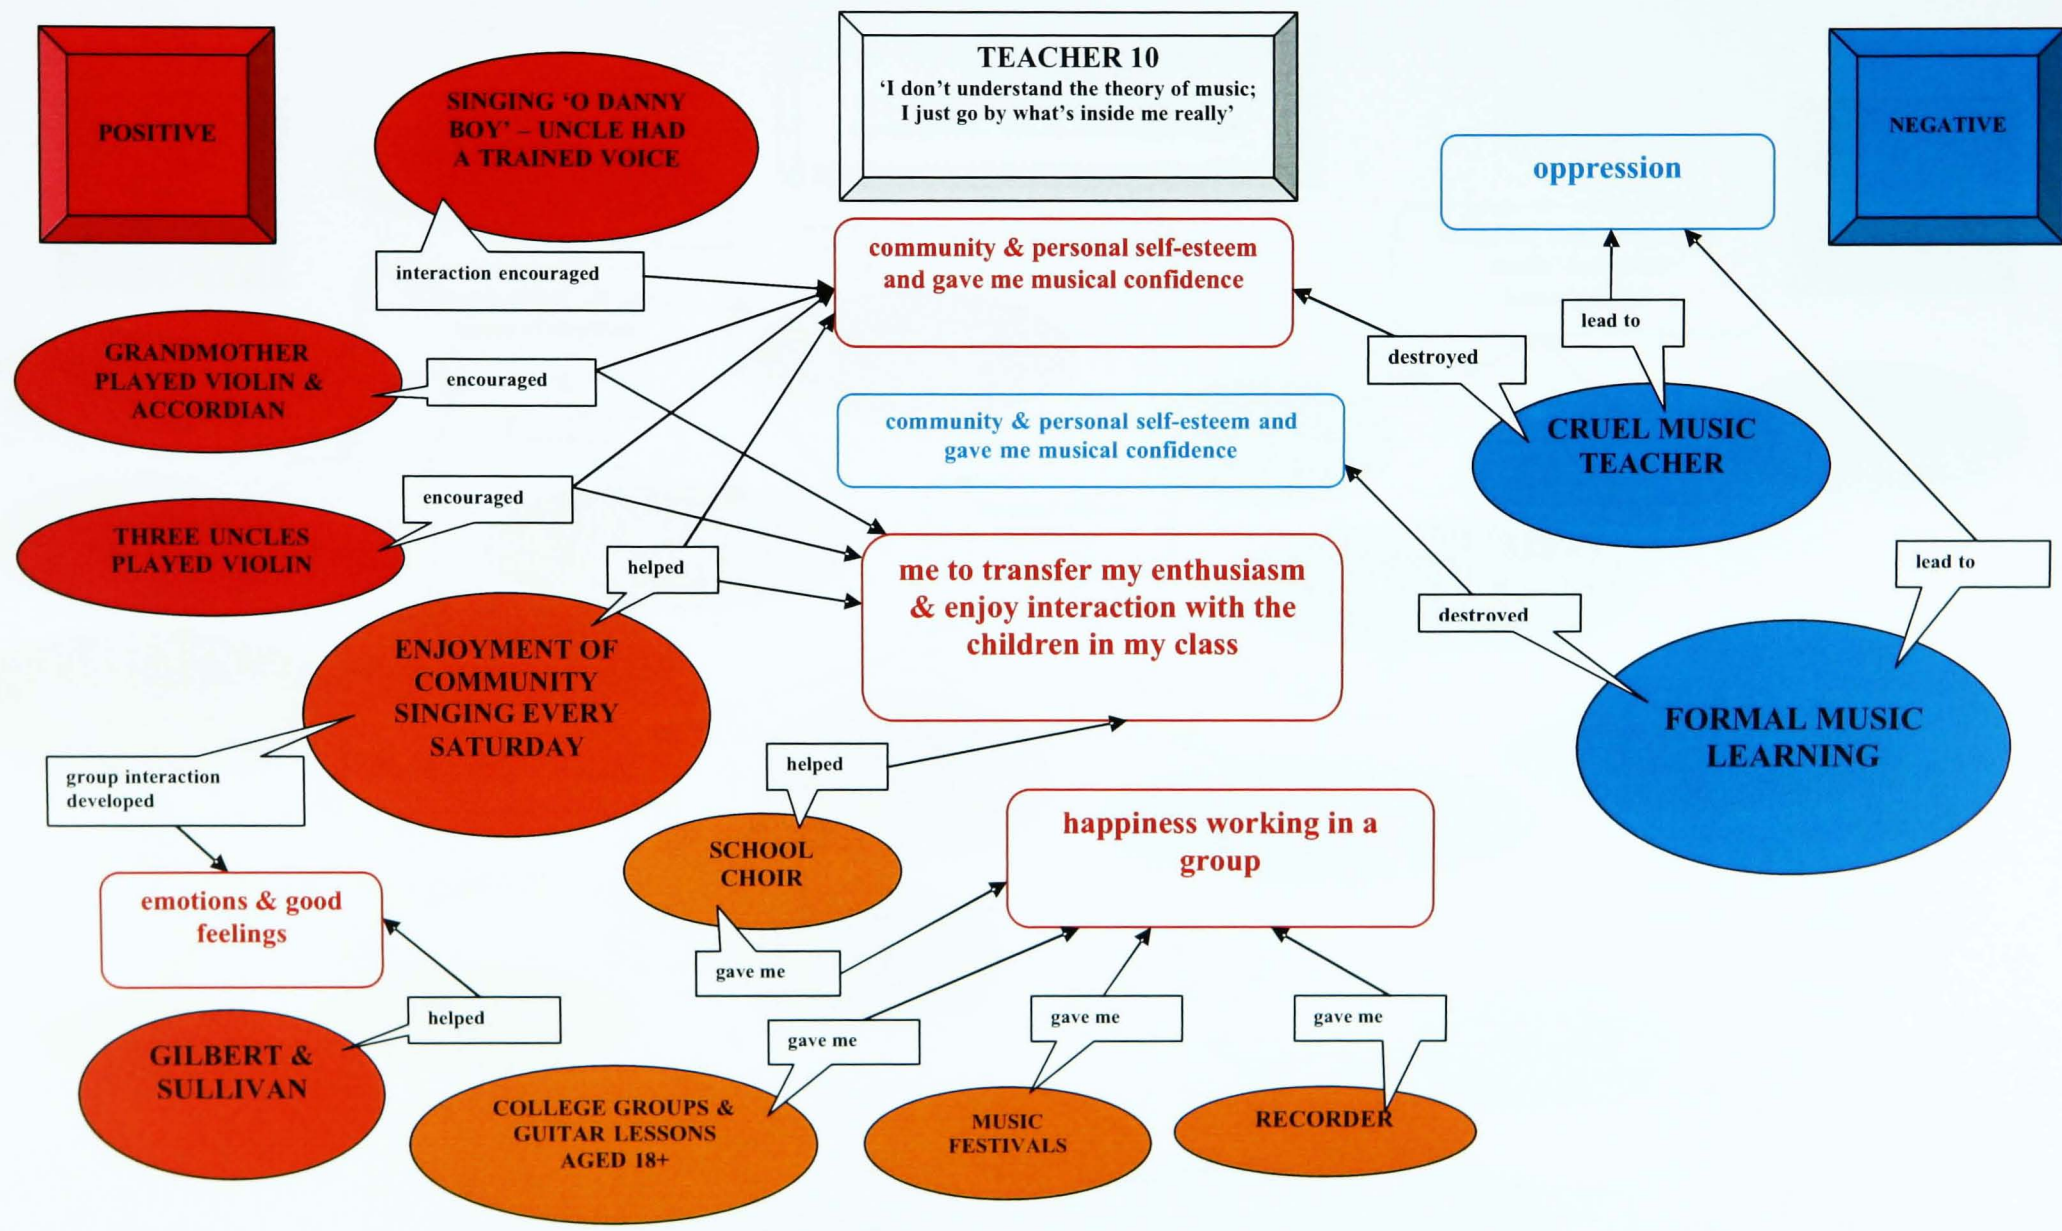 POSITIVE
SINGING ‘O DANNY
BOY’ – UNCLE HAD
A TRAINED VOICE
TEACHER 10
‘I don’t understand the theory of music;
I just go by what’s inside me really’
NEGATIVE
oppression
interaction encouraged
community & personal self-esteem
and gave me musical confidence
lead to
destroyed
GRANDMOTHER
PLAYED VIOLIN &
ACCORDIAN
encouraged
community & personal self-esteem and
gave me musical confidence
CRUEL MUSIC
TEACHER
encouraged
THREE UNCLES
PLAYED VIOLIN
helped
me to transfer my enthusiasm
& enjoy interaction with the
children in my class
lead to
destroyed
ENJOYMENT OF
COMMUNITY
SINGING EVERY
SATURDAY
FORMAL MUSIC
LEARNING
group interaction
developed
helped
happiness working in a
group
SCHOOL
CHOIR
emotions & good
feelings
gave me
helped
gave me
gave me
gave me
GILBERT &
SULLIVAN
COLLEGE GROUPS &
GUITAR LESSONS
AGED 18+
MUSIC
FESTIVALS
RECORDER